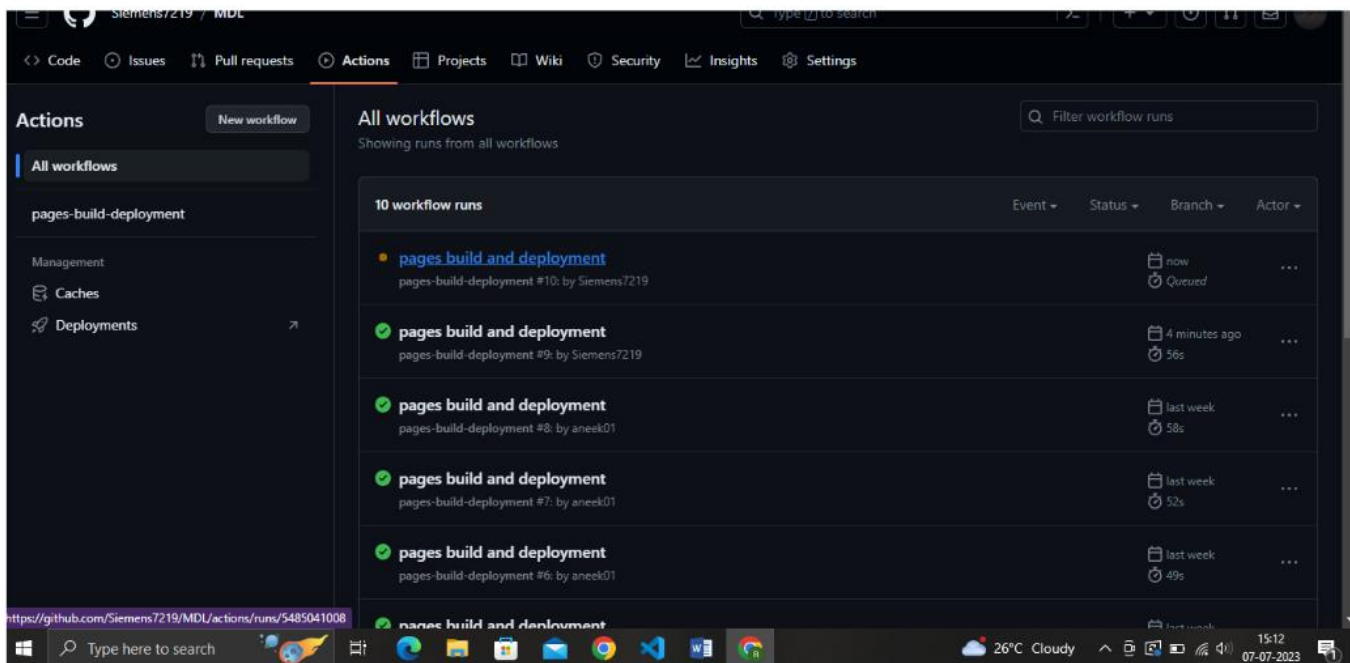 Siemens7219 / MDL
Type / to search
Code Issues Pull requests Actions Projects Wiki Security Insights Settings
Actions
New workflow
All workflows
pages-build-deployment
Management
Caches
Deployments
All workflows
Showing runs from all workflows
Filter workflow runs
10 workflow runs
Event Status Branch Actor
pages build and deployment
pages-build-deployment #10: by Siemens7219
now
Queued
pages build and deployment
pages-build-deployment #9: by Siemens7219
4 minutes ago
56s
pages build and deployment
pages-build-deployment #8: by aneek01
last week
58s
pages build and deployment
pages-build-deployment #7: by aneek01
last week
52s
pages build and deployment
pages-build-deployment #6: by aneek01
last week
49s
pages build and deployment
last week
https://github.com/Siemens7219/MDL/actions/runs/5485041008
Type here to search
26°C Cloudy
15:12
07-07-2023